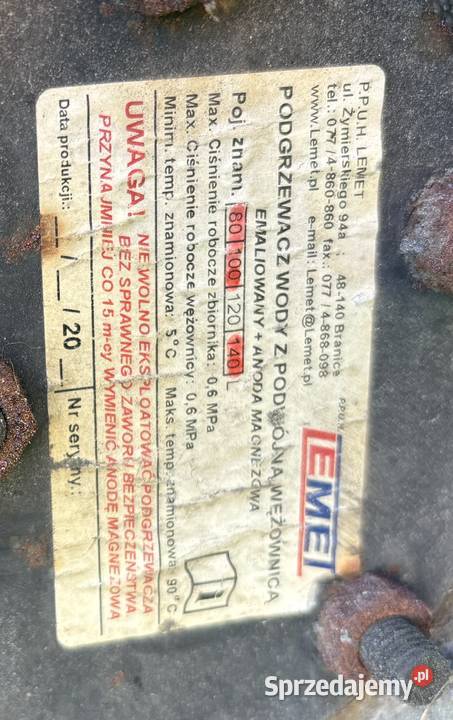 P.P.U.H. LEMET
ul. Żymierskiego 94a ; 48-140 Branice
tel.: 077 / 4-860-860 fax.: 077 / 4-868-098
www.Lemet.pl e-mail: Lemet@Lemet.pl
P.P.U.H.
LEMET
PODGRZEWACZ WODY Z PODWÓJNĄ WĘŻOWNICĄ
EMALIOWANY + ANODA MAGNEZOWA
Poj. znam. 80 100 120 140 L
Max. Ciśnienie robocze zbiornika: 0,6 MPa
Max. Ciśnienie robocze wężownicy: 0,6 MPa
Minim. temp. znamionowa: 5°C Maks. temp. znamionowa: 90°C
UWAGA! NIE WOLNO EKSPLOATOWAĆ PODGRZEWACZA
BEZ SPRAWNEGO ZAWORU BEZPIECZEŃSTWA
PRZYNAJMNIEJ CO 15 m-cy WYMIENIĆ ANODĘ MAGNEZOWĄ
Data produkcji.: __ / __ / 20 __ Nr seryjny.:
Sprzedajemy.pl